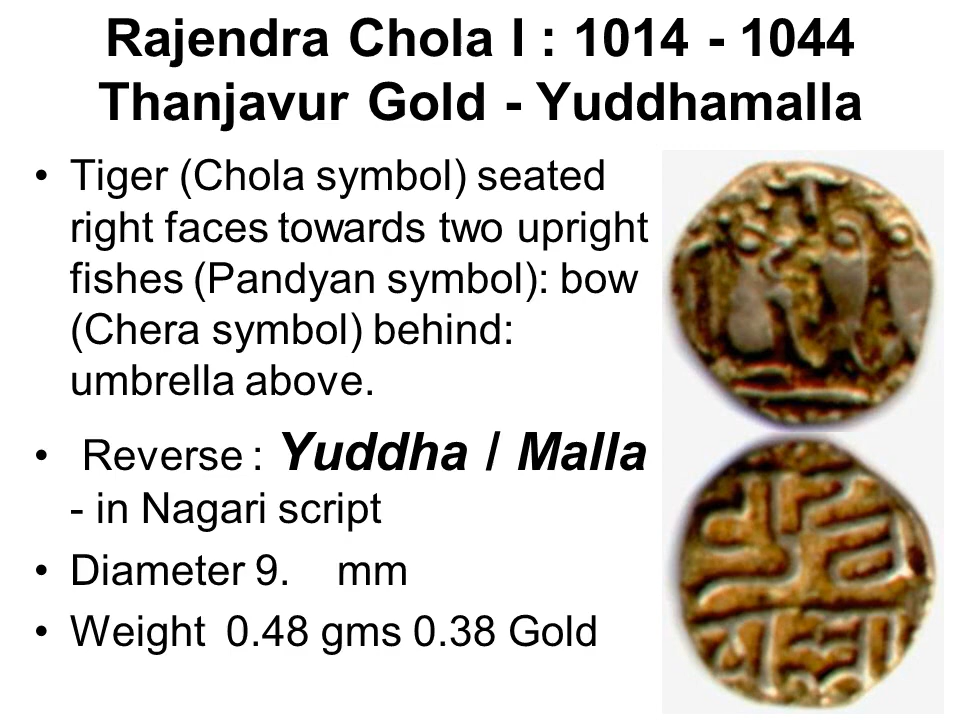 Rajendra Chola I : 1014 - 1044
Thanjavur Gold - Yuddhamalla
• Tiger (Chola symbol) seated
right faces towards two upright
fishes (Pandyan symbol): bow
(Chera symbol) behind:
umbrella above.
• Reverse : Yuddha / Malla
- in Nagari script
• Diameter 9. mm
• Weight 0.48 gms 0.38 Gold